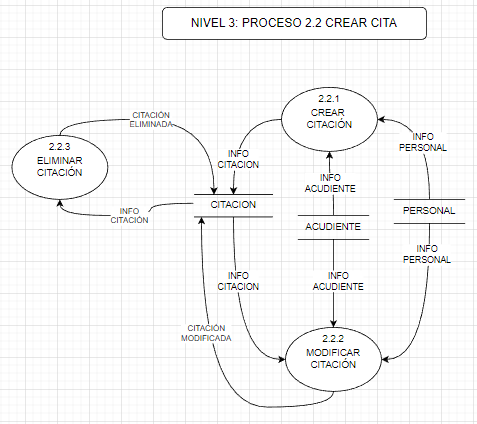 NIVEL 3: PROCESO 2.2 CREAR CITA
2.2.1
CREAR
CITACIÓN
CITACIÓN
ELIMINADA
2.2.3
ELIMINAR
CITACIÓN
INFO
CITACION
INFO
PERSONAL
INFO
ACUDIENTE
INFO
CITACIÓN
CITACION
ACUDIENTE
PERSONAL
INFO
CITACION
INFO
ACUDIENTE
INFO
PERSONAL
CITACIÓN
MODIFICADA
2.2.2
MODIFICAR
CITACIÓN